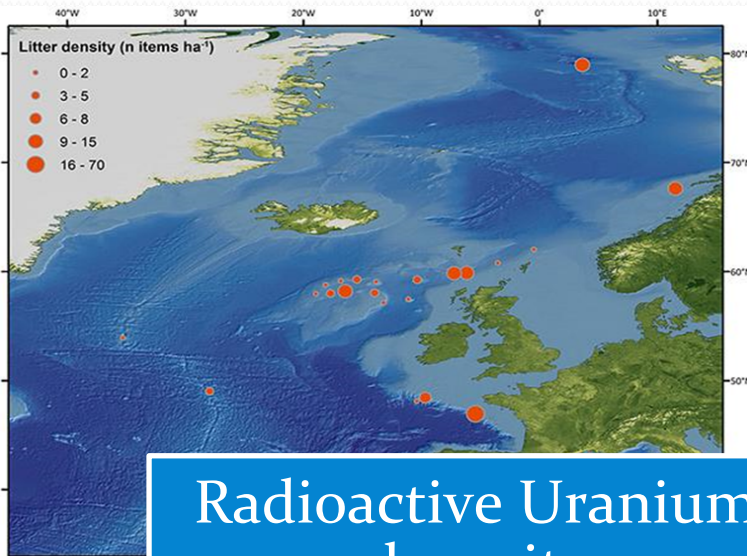 40°W 30°W 20°W 10°W 0° 10°E
Litter density (n items ha⁻¹)
0 - 2
3 - 5
6 - 8
9 - 15
16 - 70
80°
70°
60°
50°
Radioactive Uranium